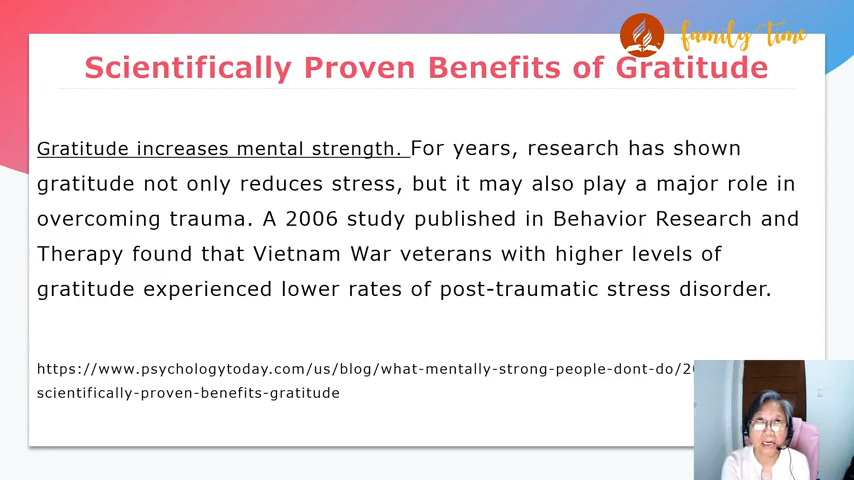 family time
Scientifically Proven Benefits of Gratitude
Gratitude increases mental strength. For years, research has shown
gratitude not only reduces stress, but it may also play a major role in
overcoming trauma. A 2006 study published in Behavior Research and
Therapy found that Vietnam War veterans with higher levels of
gratitude experienced lower rates of post-traumatic stress disorder.
https://www.psychologytoday.com/us/blog/what-mentally-strong-people-dont-do/
scientifically-proven-benefits-gratitude